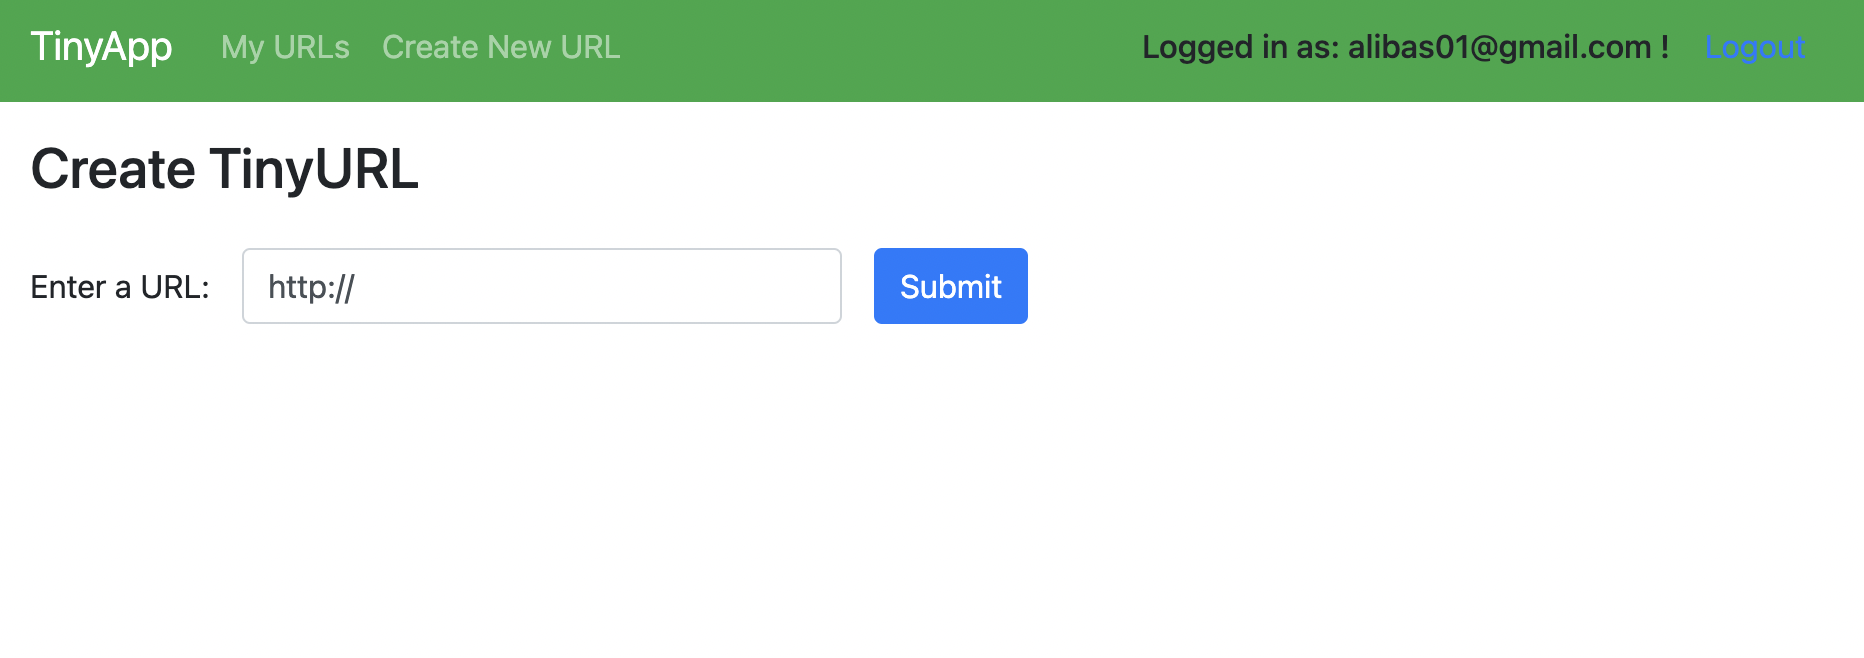 TinyApp My URLs Create New URL Logged in as: alibas01@gmail.com ! Logout
Create TinyURL
Enter a URL: http:// Submit